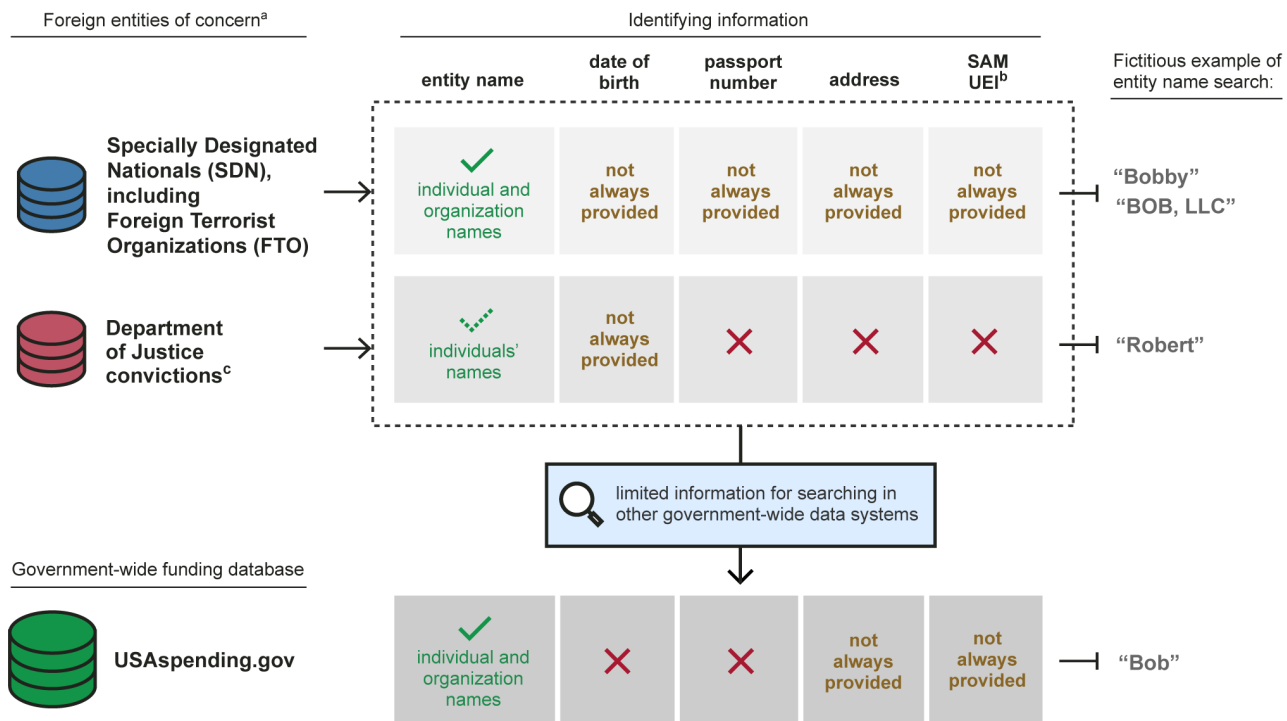 Foreign entities of concernᵃ
Identifying information
Fictitious example of
entity name search:
entity name
date of
birth
passport
number
address
SAM
UEIᵇ
Specially Designated
Nationals (SDN),
including
Foreign Terrorist
Organizations (FTO)
individual and
organization
names
not
always
provided
not
always
provided
not
always
provided
not
always
provided
“Bobby”
“BOB, LLC”
Department
of Justice
convictionsᶜ
individuals’
names
not
always
provided
“Robert”
limited information for searching in
other government-wide data systems
Government-wide funding database
USAspending.gov
individual and
organization
names
not
always
provided
not
always
provided
“Bob”